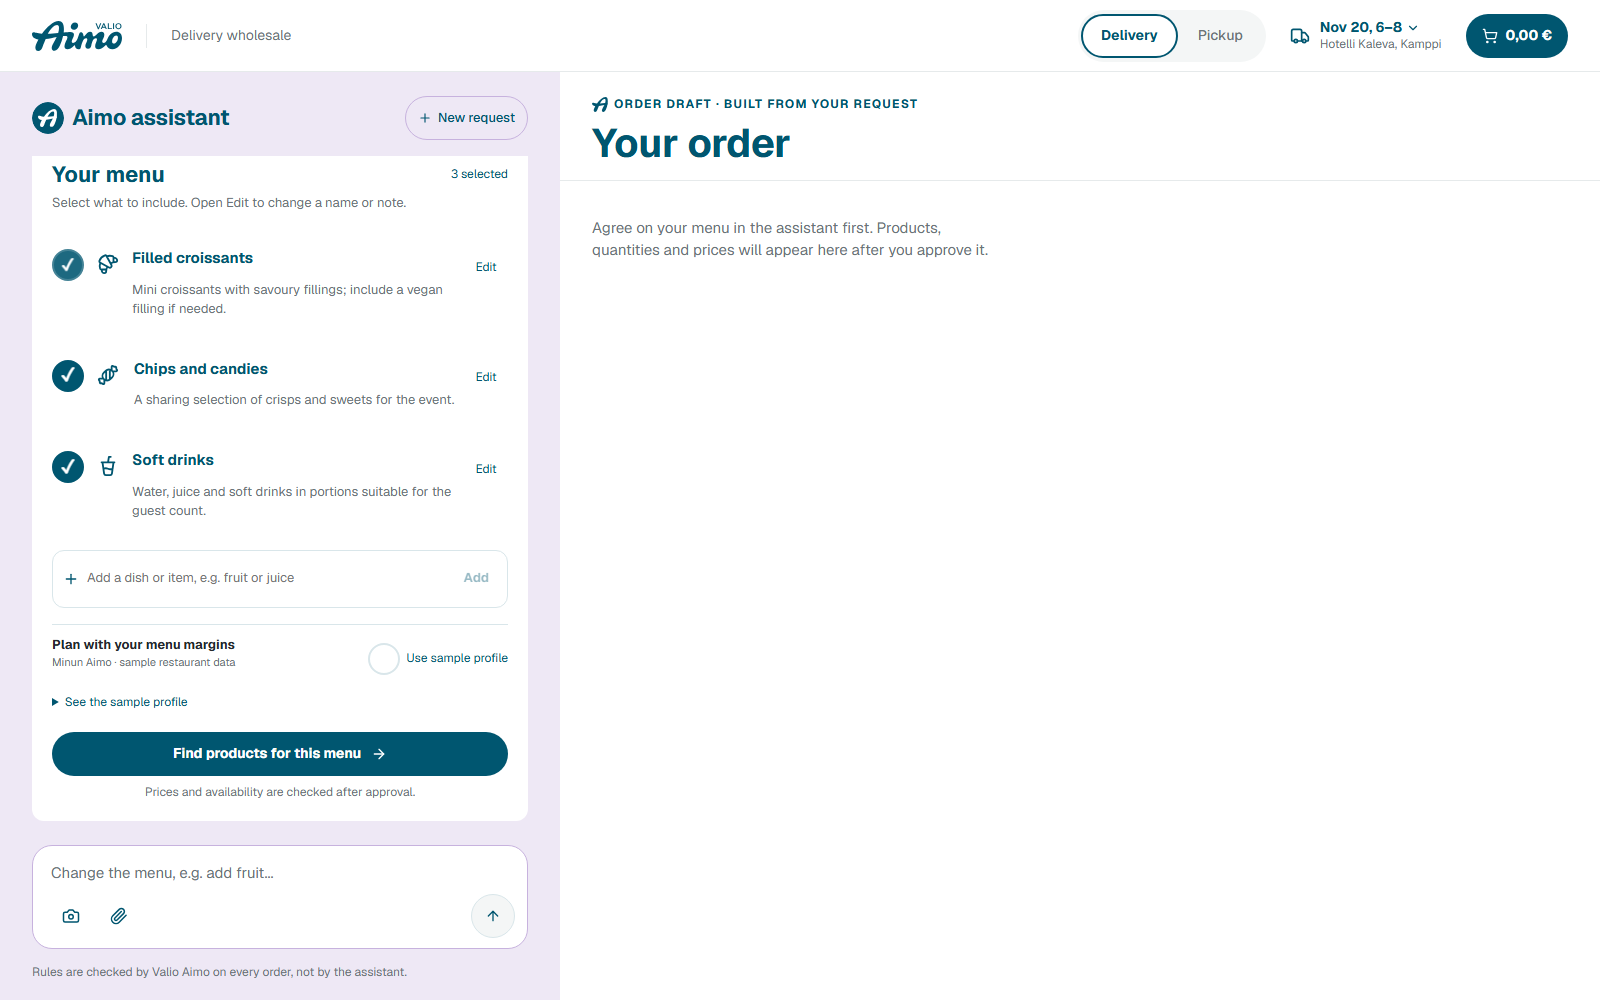 Aimo VALIO
Delivery wholesale
Delivery
Pickup
Nov 20, 6–8
Hotelli Kaleva, Kamppi
0,00 €
Aimo assistant
+ New request
Your menu
3 selected
Select what to include. Open Edit to change a name or note.
Filled croissants
Edit
Mini croissants with savoury fillings; include a vegan
filling if needed.
Chips and candies
Edit
A sharing selection of crisps and sweets for the event.
Soft drinks
Edit
Water, juice and soft drinks in portions suitable for the
guest count.
+ Add a dish or item, e.g. fruit or juice
Add
Plan with your menu margins
Minun Aimo · sample restaurant data
Use sample profile
See the sample profile
Find products for this menu →
Prices and availability are checked after approval.
Change the menu, e.g. add fruit...
Rules are checked by Valio Aimo on every order, not by the assistant.
ORDER DRAFT · BUILT FROM YOUR REQUEST
Your order
Agree on your menu in the assistant first. Products,
quantities and prices will appear here after you approve it.